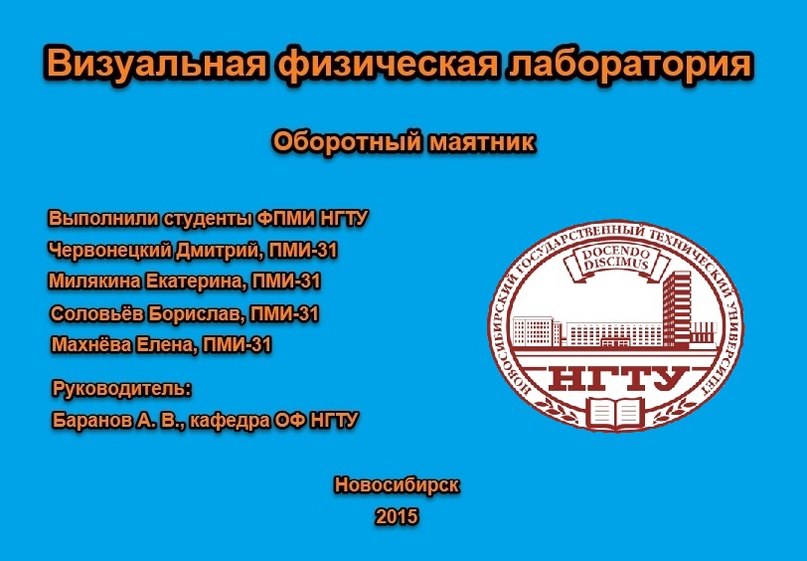 Визуальная физическая лаборатория
Оборотный маятник
Выполнили студенты ФПМИ НГТУ
Червонецкий Дмитрий, ПМИ-31
Милякина Екатерина, ПМИ-31
Соловьёв Борислав, ПМИ-31
Махнёва Елена, ПМИ-31
Руководитель:
Баранов А. В., кафедра ОФ НГТУ
НОВОСИБИРСКИЙ ГОСУДАРСТВЕННЫЙ ТЕХНИЧЕСКИЙ УНИВЕРСИТЕТ
DOCENDO
DISCIMUS
НГТУ
Новосибирск
2015